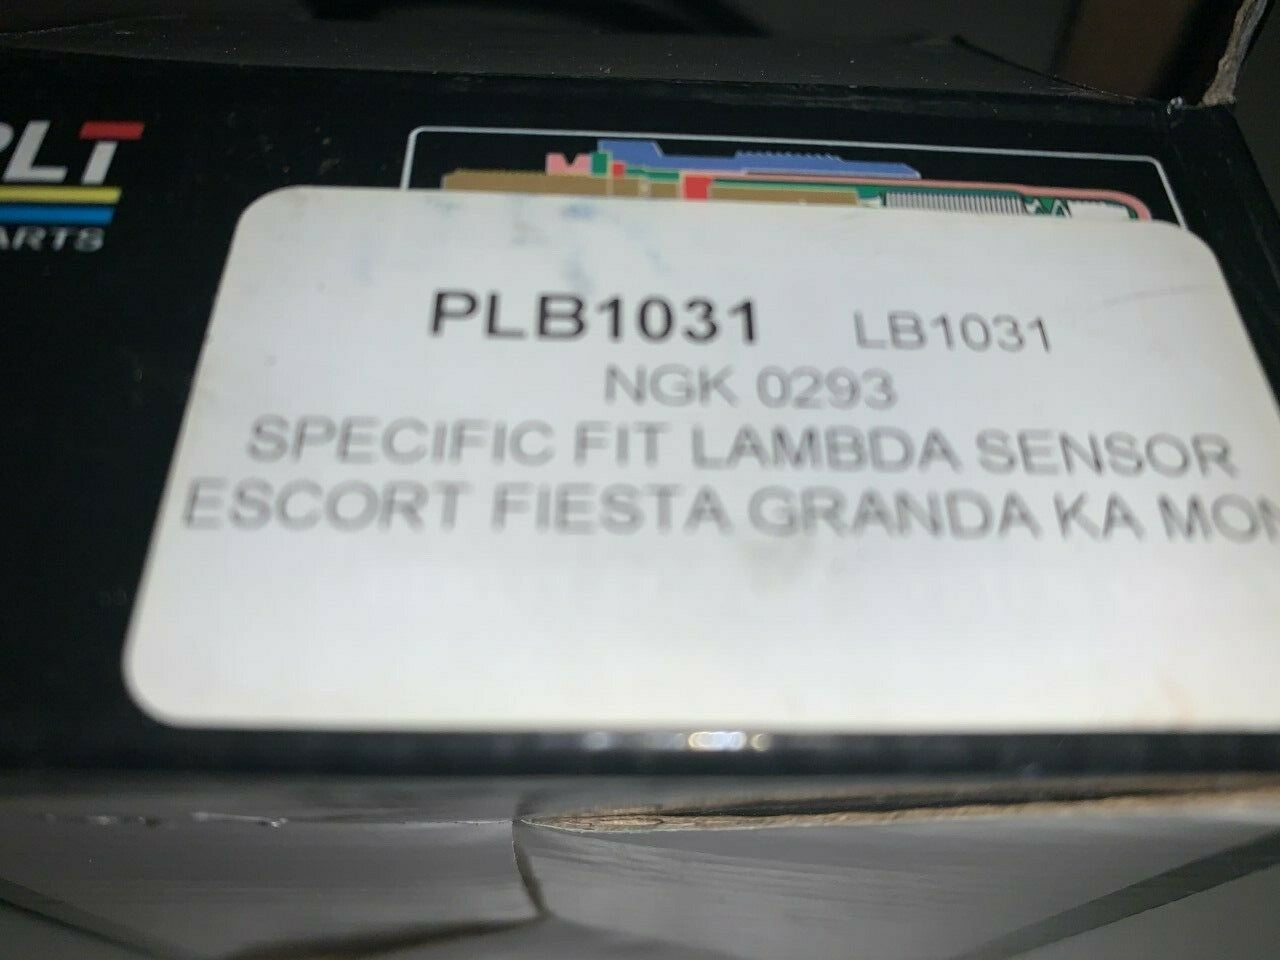 PLT
ARTS
PLB1031 LB1031
NGK 0293
SPECIFIC FIT LAMBDA SENSOR
ESCORT FIESTA GRANDA KA MON